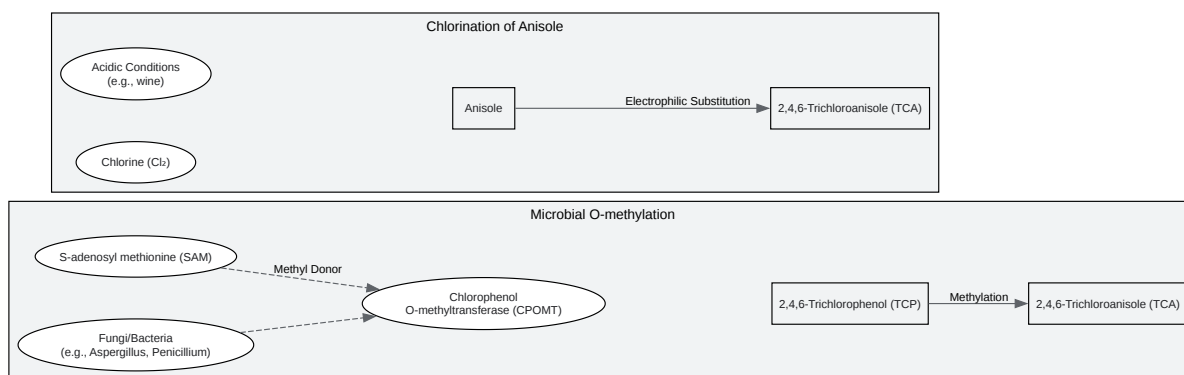 Chlorination of Anisole
Acidic Conditions
(e.g., wine)
Anisole
Electrophilic Substitution
2,4,6-Trichloroanisole (TCA)
Chlorine (Cl₂)
Microbial O-methylation
S-adenosyl methionine (SAM)
Methyl Donor
Chlorophenol
O-methyltransferase (CPOMT)
2,4,6-Trichlorophenol (TCP)
Methylation
2,4,6-Trichloroanisole (TCA)
Fungi/Bacteria
(e.g., Aspergillus, Penicillium)